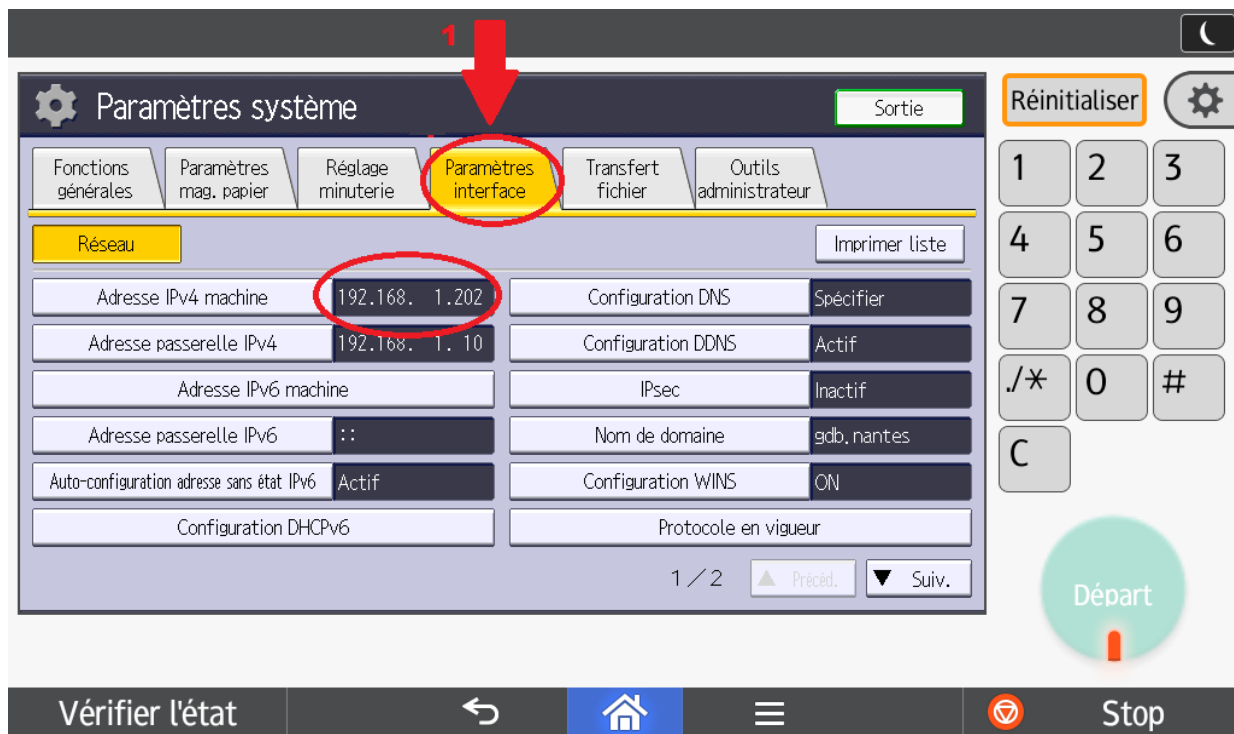 1
Paramètres système
Sortie
Réinitialiser
Fonctions générales
Paramètres mag. papier
Réglage minuterie
Paramètres interface
Transfert fichier
Outils administrateur
Réseau
Imprimer liste
Adresse IPv4 machine 192.168. 1.202
Configuration DNS Spécifier
Adresse passerelle IPv4 192.168. 1. 10
Configuration DDNS Actif
Adresse IPv6 machine
IPsec Inactif
Adresse passerelle IPv6 ::
Nom de domaine gdb.nantes
Auto-configuration adresse sans état IPv6 Actif
Configuration WINS ON
Configuration DHCPv6
Protocole en vigueur
1/2 ▲ Précéd. ▼ Suiv.
1 2 3
4 5 6
7 8 9
./* 0 #
C
Départ
Vérifier l'état
Stop